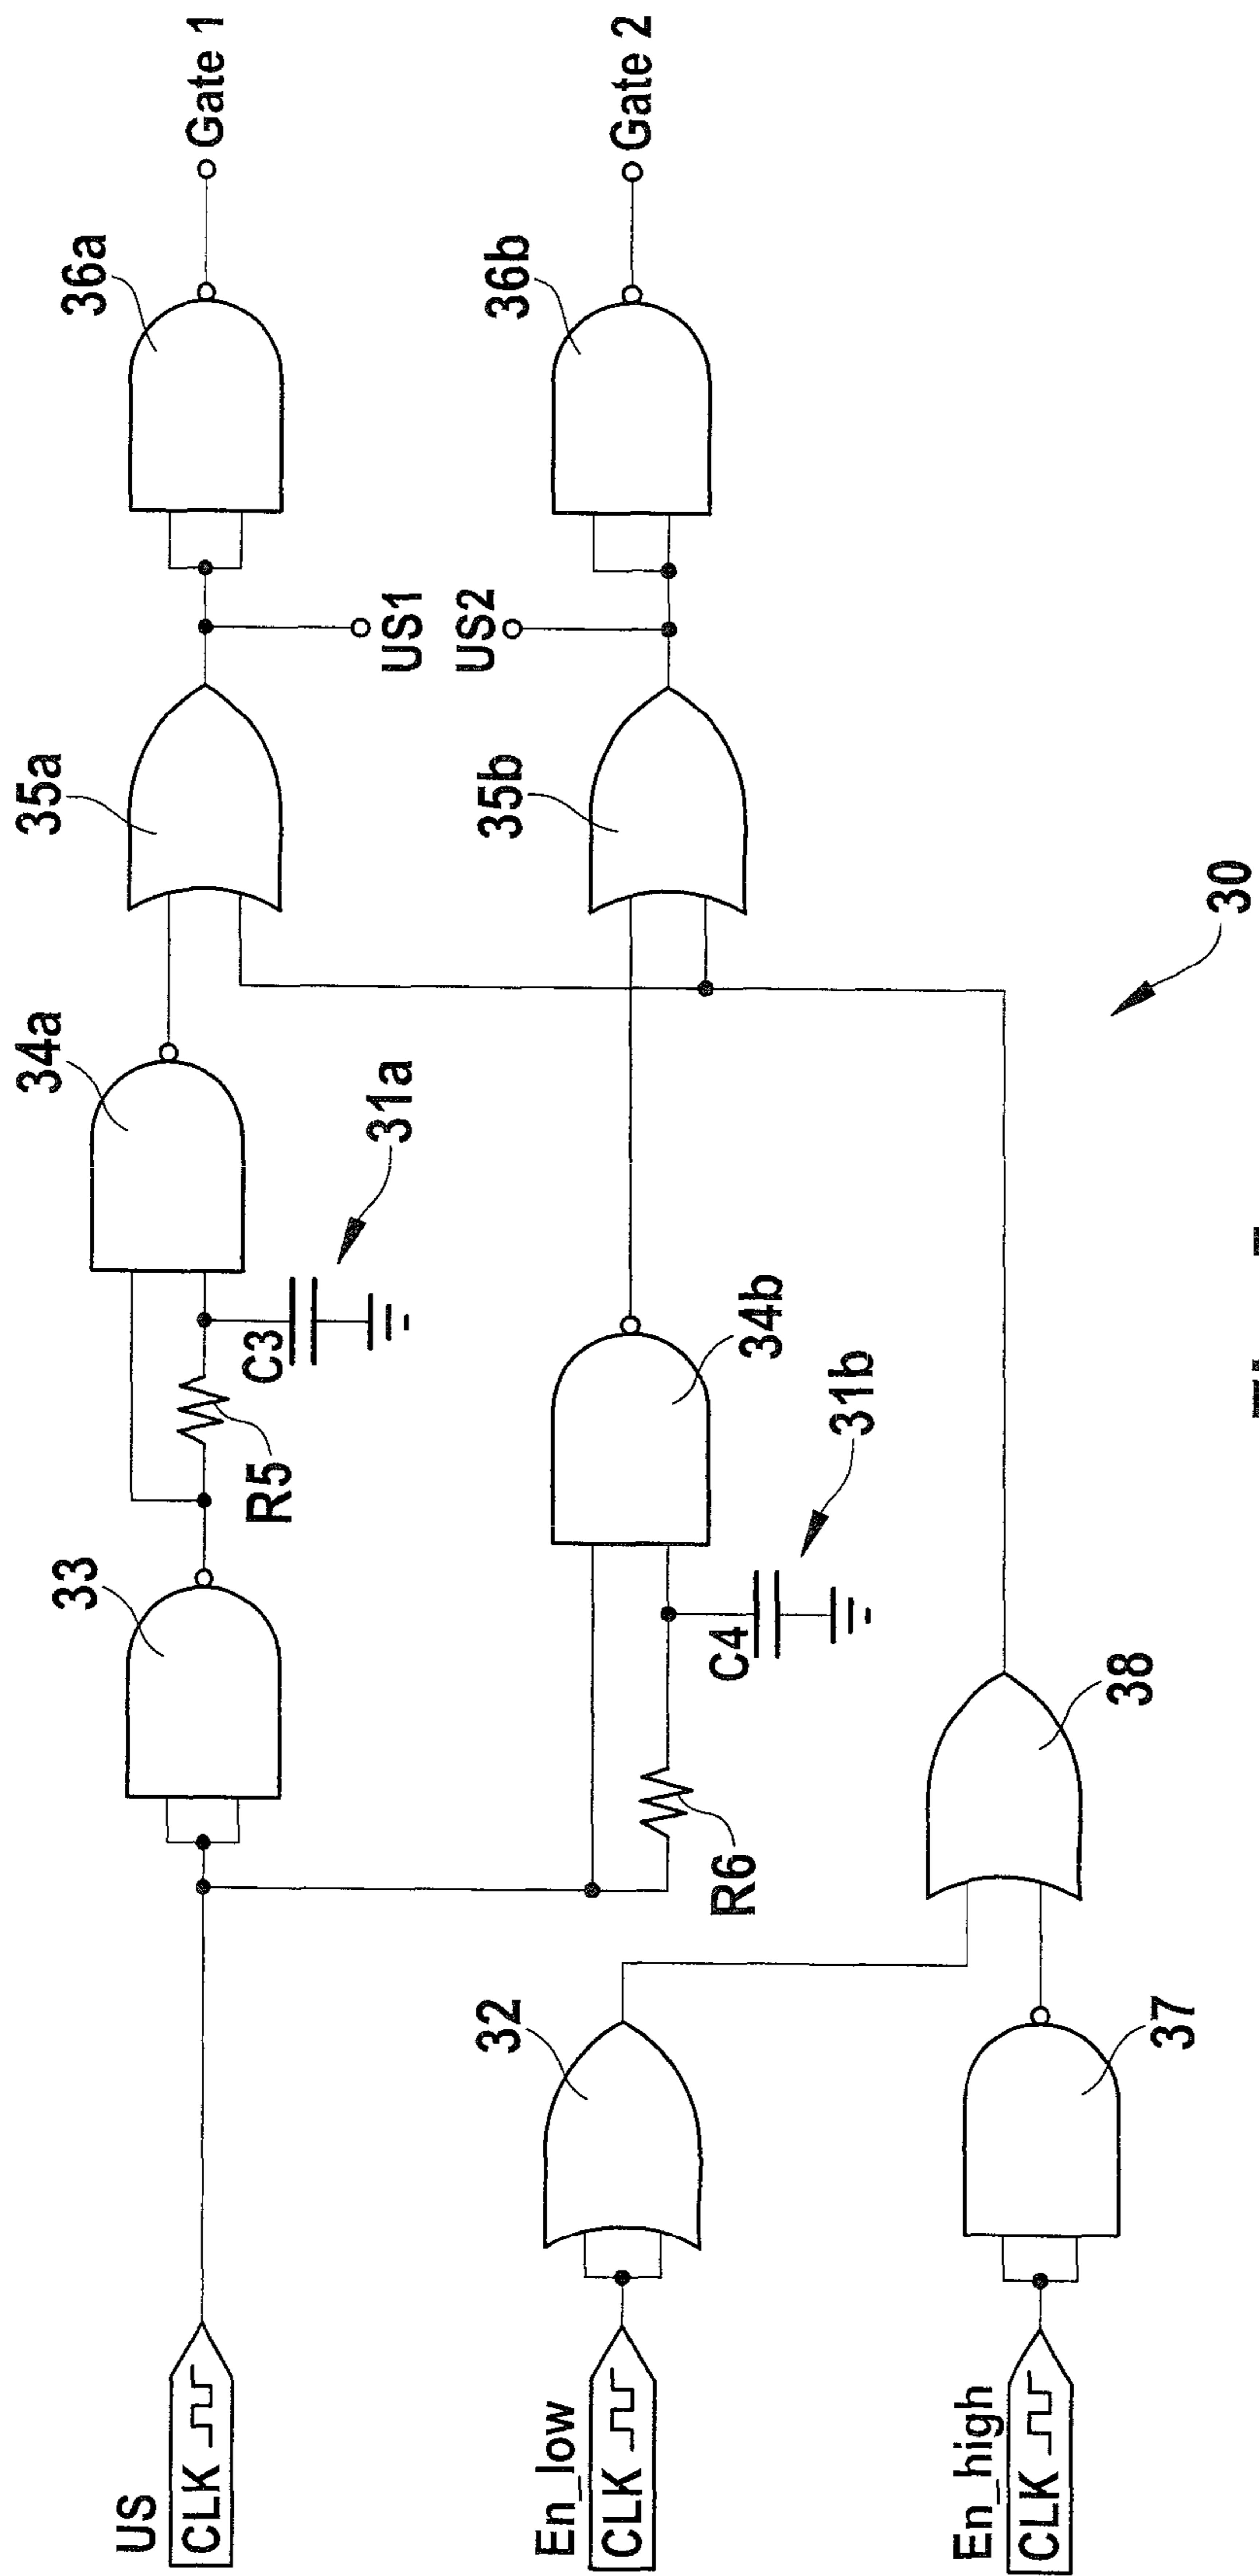 US
CLK
33
R5
C3
31a
34a
35a
US1
36a
Gate 1
En_low
CLK
32
R6
C4
31b
34b
35b
US2
36b
Gate 2
En_high
CLK
37
38
30